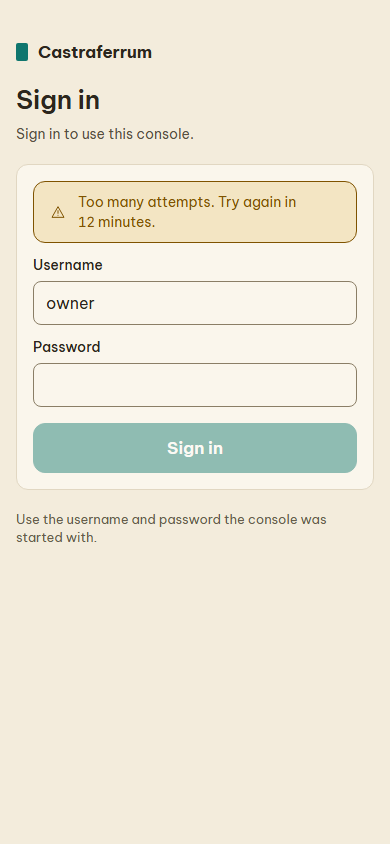 Castraferrum
Sign in
Sign in to use this console.
Too many attempts. Try again in
12 minutes.
Username
owner
Password
Sign in
Use the username and password the console was
started with.